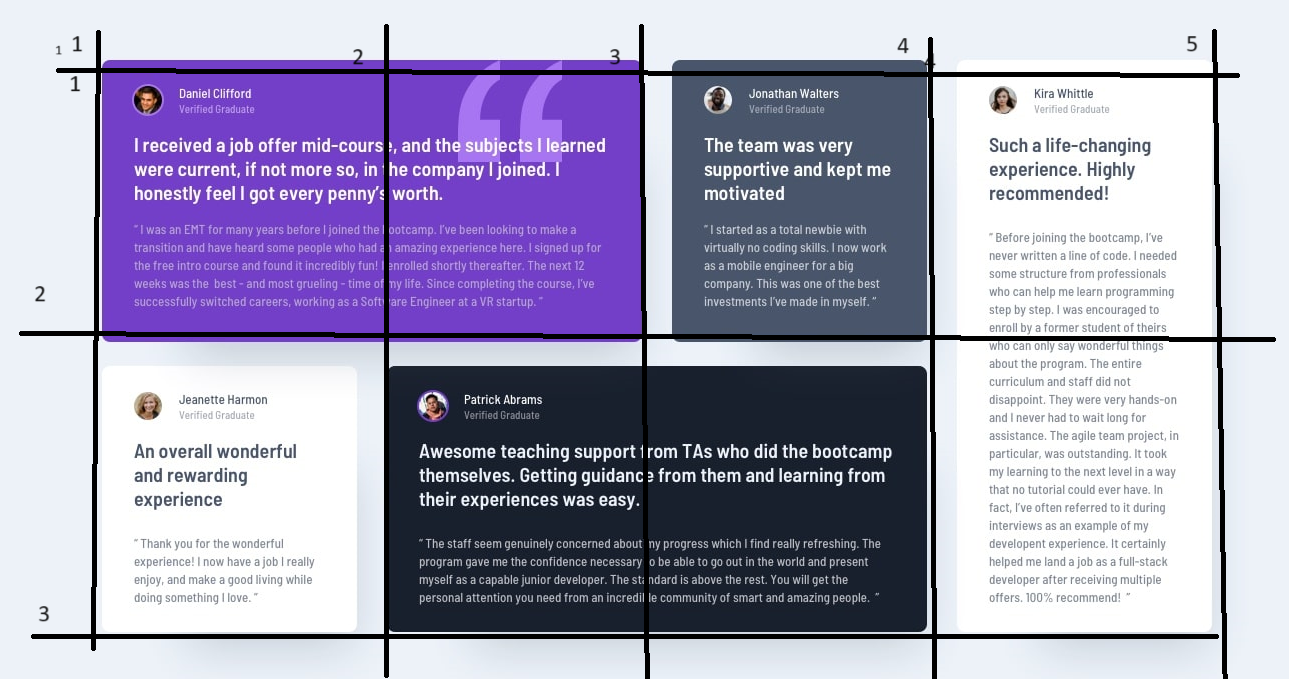 1 1
2
3
4
4
5
1
Daniel Clifford
Verified Graduate
I received a job offer mid-course, and the subjects I learned
were current, if not more so, in the company I joined. I
honestly feel I got every penny’s worth.
“ I was an EMT for many years before I joined the bootcamp. I’ve been looking to make a
transition and have heard some people who had an amazing experience here. I signed up for
the free intro course and found it incredibly fun! I enrolled shortly thereafter. The next 12
weeks was the best - and most grueling - time of my life. Since completing the course, I’ve
successfully switched careers, working as a Software Engineer at a VR startup. ”
Jonathan Walters
Verified Graduate
The team was very
supportive and kept me
motivated
“ I started as a total newbie with
virtually no coding skills. I now work
as a mobile engineer for a big
company. This was one of the best
investments I’ve made in myself. ”
Kira Whittle
Verified Graduate
Such a life-changing
experience. Highly
recommended!
“ Before joining the bootcamp, I’ve
never written a line of code. I needed
some structure from professionals
who can help me learn programming
step by step. I was encouraged to
enroll by a former student of theirs
who can only say wonderful things
about the program. The entire
curriculum and staff did not
disappoint. They were very hands-on
and I never had to wait long for
assistance. The agile team project, in
particular, was outstanding. It took
my learning to the next level in a way
that no tutorial could ever have. In
fact, I’ve often referred to it during
interviews as an example of my
developent experience. It certainly
helped me land a job as a full-stack
developer after receiving multiple
offers. 100% recommend! ”
2
Jeanette Harmon
Verified Graduate
An overall wonderful
and rewarding
experience
“ Thank you for the wonderful
experience! I now have a job I really
enjoy, and make a good living while
doing something I love. ”
Patrick Abrams
Verified Graduate
Awesome teaching support from TAs who did the bootcamp
themselves. Getting guidance from them and learning from
their experiences was easy.
“ The staff seem genuinely concerned about my progress which I find really refreshing. The
program gave me the confidence necessary to be able to go out in the world and present
myself as a capable junior developer. The standard is above the rest. You will get the
personal attention you need from an incredible community of smart and amazing people. ”
3